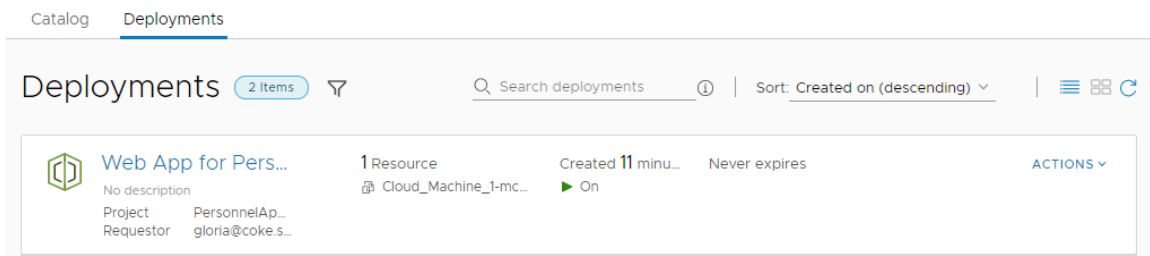 Catalog Deployments
Deployments 2 Items Search deployments Sort: Created on (descending)
Web App for Pers... 1 Resource Created 11 minu... Never expires ACTIONS
No description Cloud_Machine_1-mc... On
Project PersonnelAp...
Requestor gloria@coke.s...